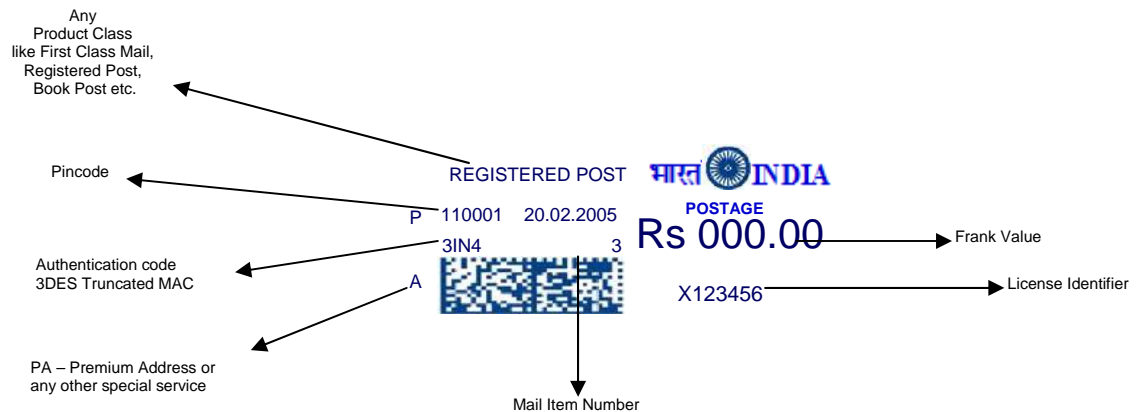 Any
Product Class
like First Class Mail,
Registered Post,
Book Post etc.
Pincode
REGISTERED POST भारत INDIA
P 110001 20.02.2005 POSTAGE
Rs 000.00
3IN4 3
Frank Value
Authentication code
3DES Truncated MAC
A
X123456
License Identifier
PA – Premium Address or
any other special service
Mail Item Number